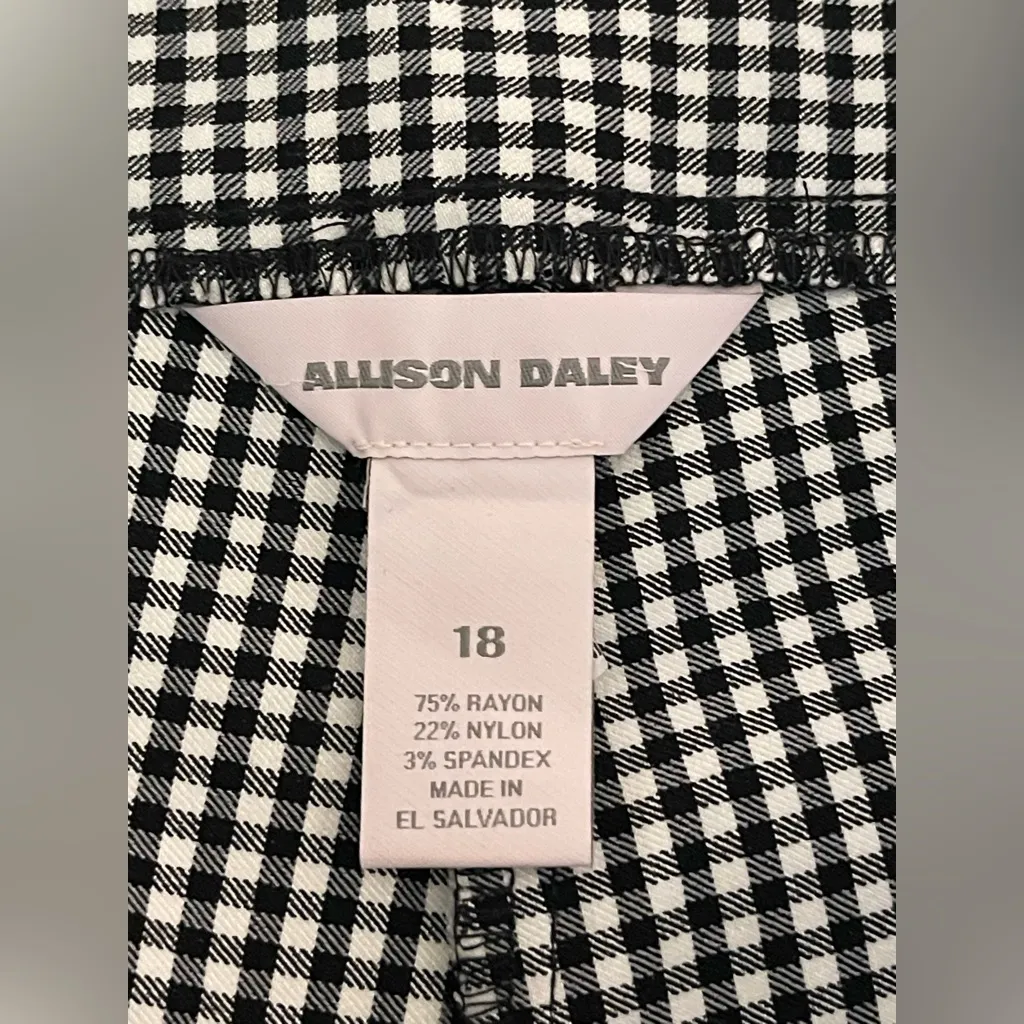 ALLISON DALEY
18
75% RAYON
22% NYLON
3% SPANDEX
MADE IN
EL SALVADOR